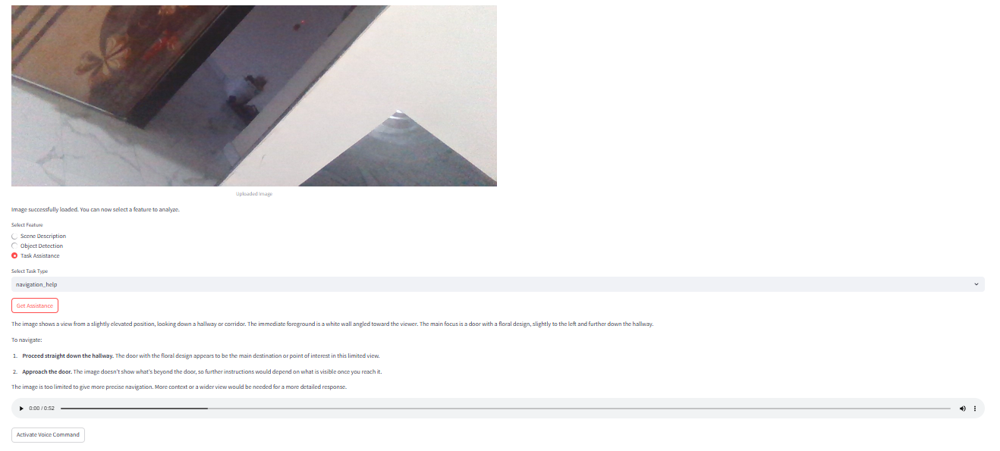 Uploaded Image
Image successfully loaded. You can now select a feature to analyze.
Select Feature
Scene Description
Object Detection
Task Assistance
Select Task Type
navigation_help
Get Assistance
The image shows a view from a slightly elevated position, looking down a hallway or corridor. The immediate foreground is a white wall angled toward the viewer. The main focus is a door with a floral design, slightly to the left and further down the hallway.
To navigate:
1. Proceed straight down the hallway. The door with the floral design appears to be the main destination or point of interest in this limited view.
2. Approach the door. The image doesn't show what's beyond the door, so further instructions would depend on what is visible once you reach it.
The image is too limited to give more precise navigation. More context or a wider view would be needed for a more detailed response.
0:00 / 0:52
Activate Voice Command